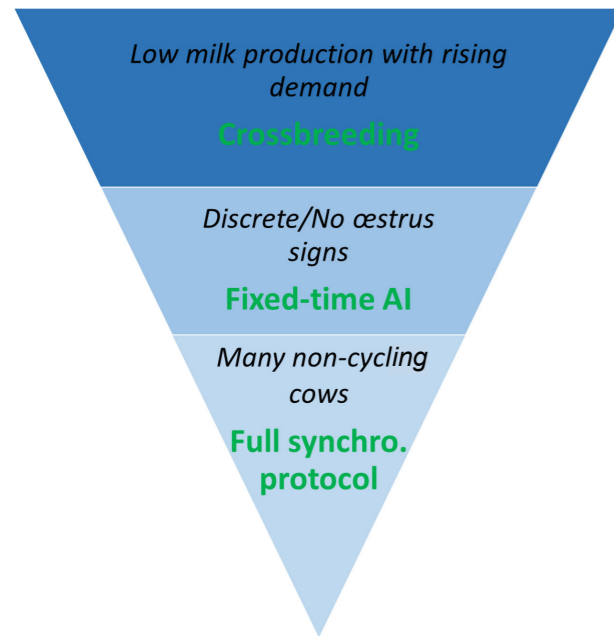 Low milk production with rising
demand
Crossbreeding
Discrete/No œstrus
signs
Fixed-time AI
Many non-cycling
cows
Full synchro.
protocol